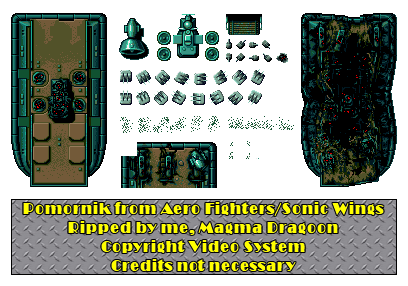 Pomornik from Aero Fighters/Sonic Wings
Ripped by me, Magma Dragoon
Copyright Video System
Credits not necessary